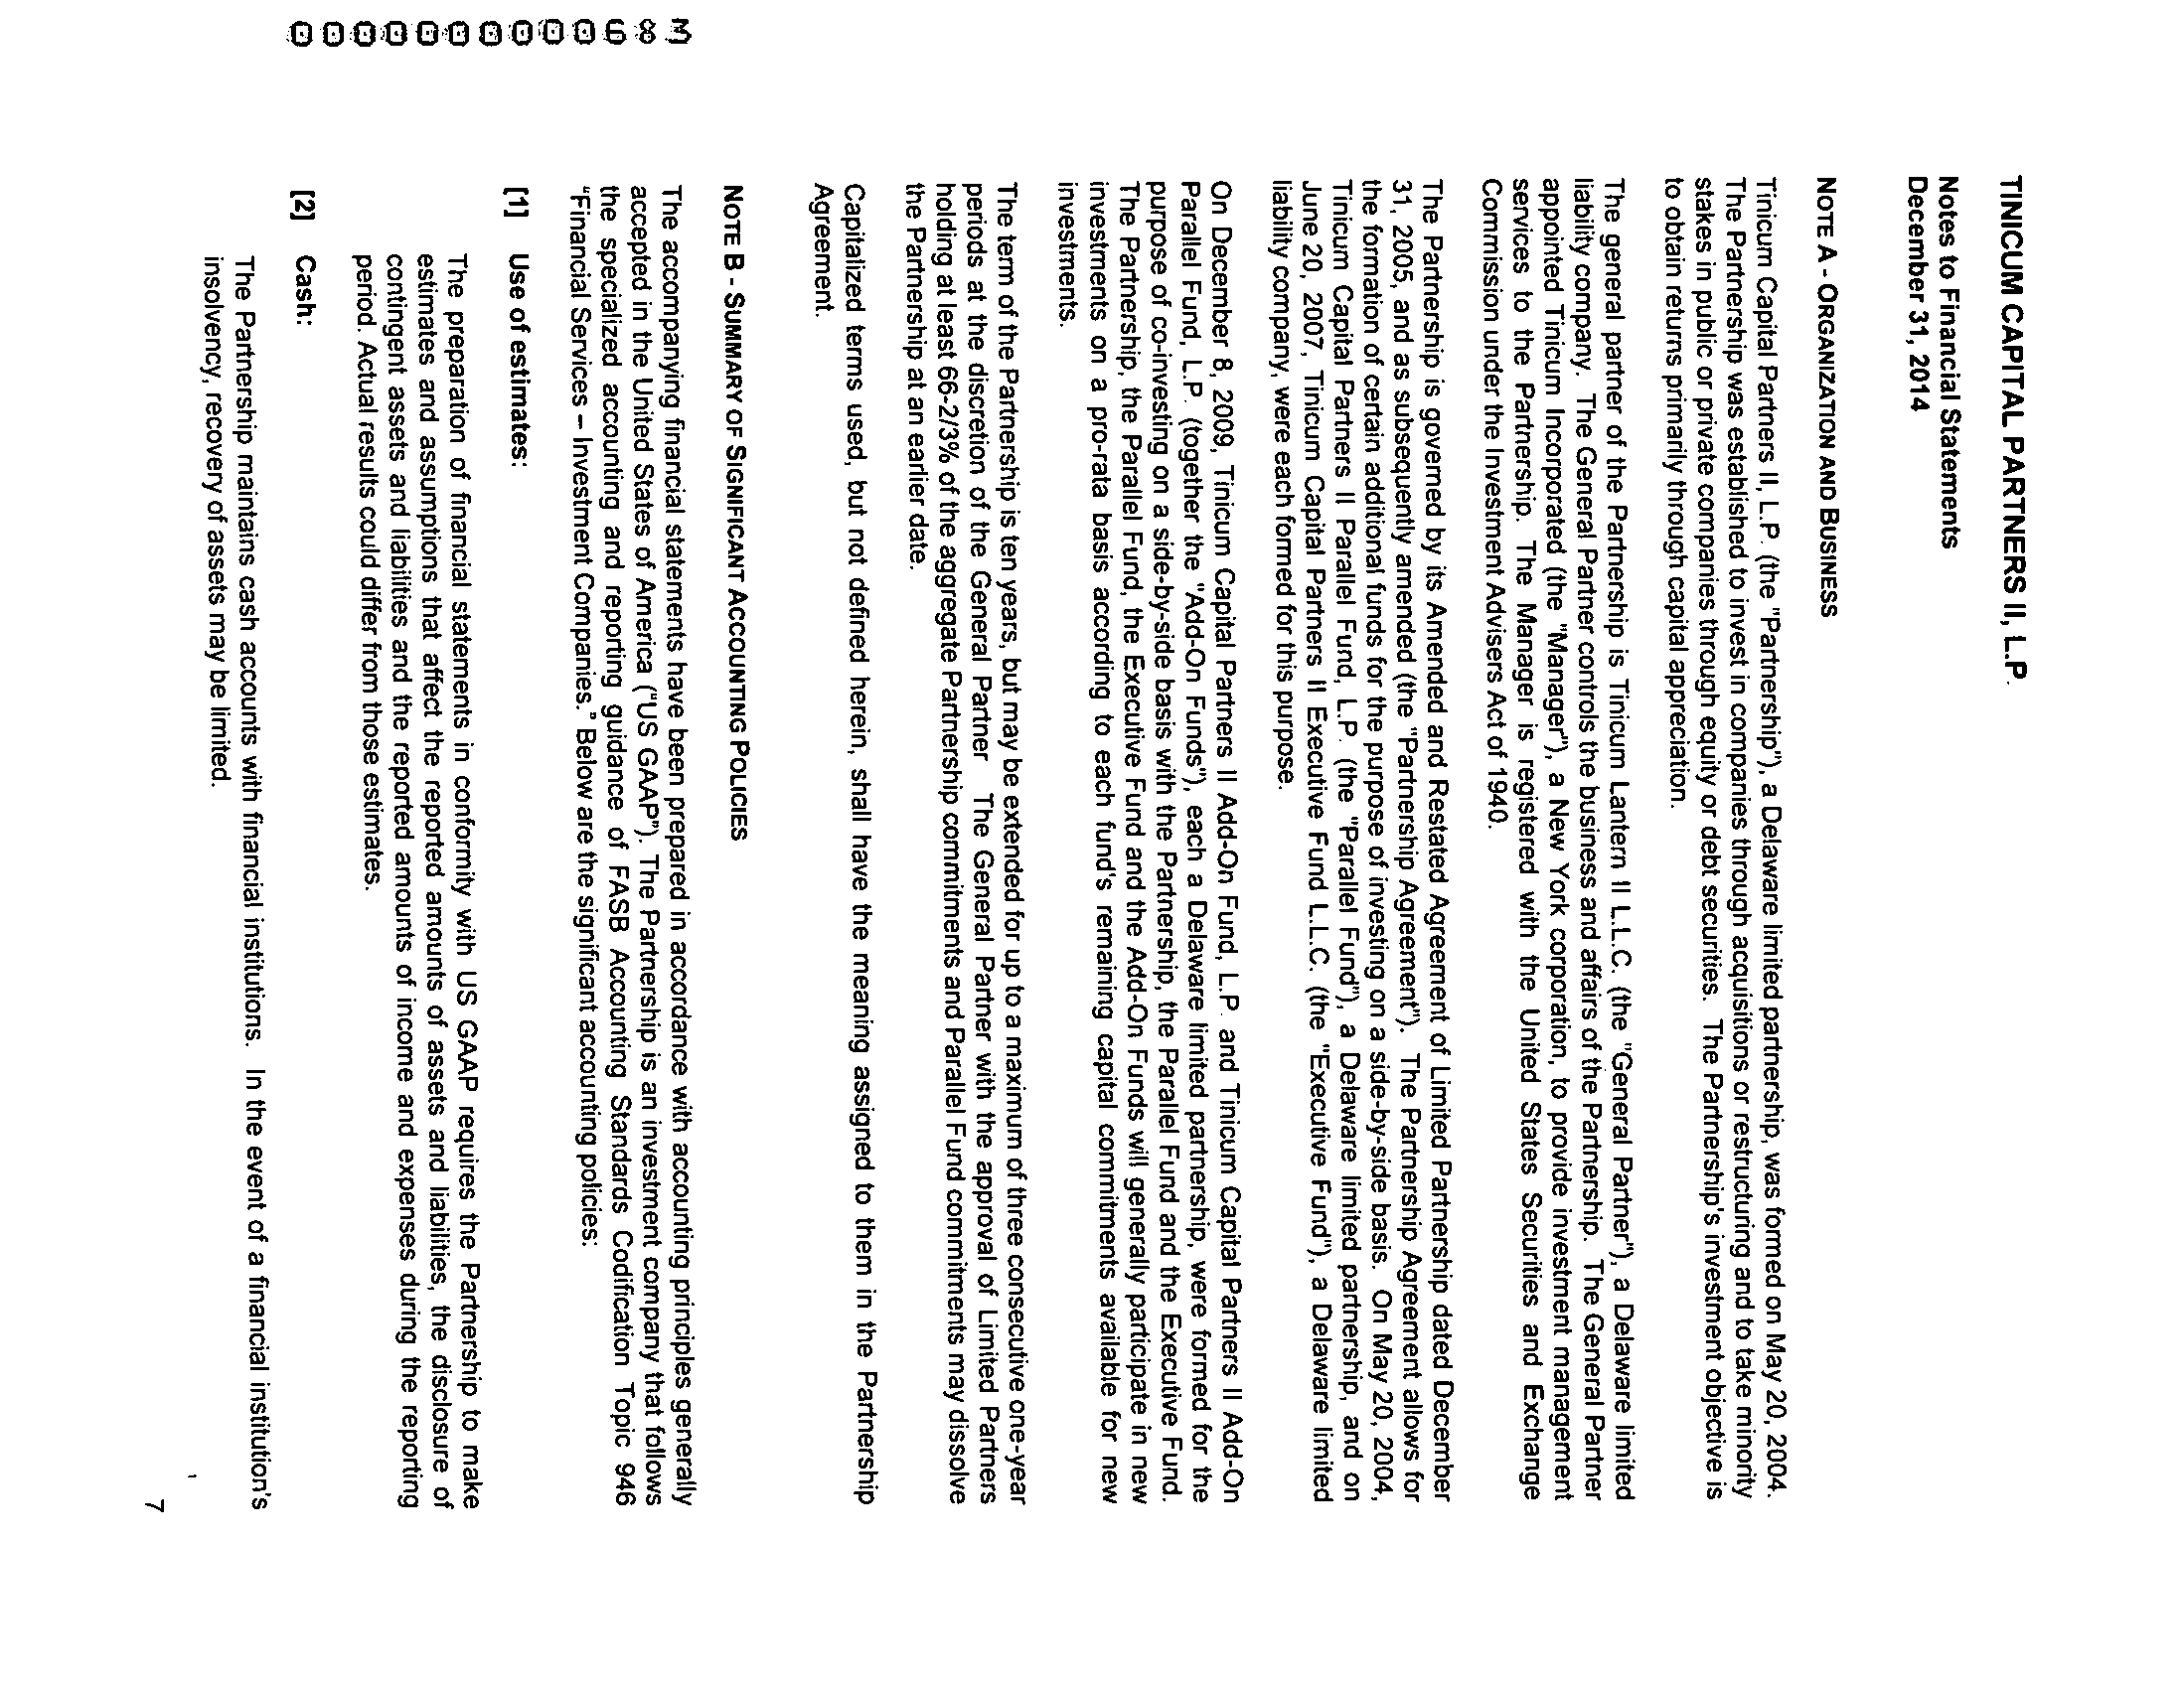 TINICUM CAPITAL PARTNERS II, L.P.
Notes to Financial Statements
December 31, 2014
NOTE A - ORGANIZATION AND BUSINESS
Tinicum Capital Partners II, L.P. (the "Partnership"), a Delaware limited partnership, was formed on May 20, 2004.
The Partnership was established to invest in companies through acquisitions or restructuring and to take minority
stakes in public or private companies through equity or debt securities. The Partnership's investment objective is
to obtain returns primarily through capital appreciation.
The general partner of the Partnership is Tinicum Lantern II L.L.C. (the "General Partner"), a Delaware limited
liability company. The General Partner controls the business and affairs of the Partnership. The General Partner
appointed Tinicum Incorporated (the "Manager"), a New York corporation, to provide investment management
services to the Partnership. The Manager is registered with the United States Securities and Exchange
Commission under the Investment Advisers Act of 1940.
The Partnership is governed by its Amended and Restated Agreement of Limited Partnership dated December
31, 2005, and as subsequently amended (the "Partnership Agreement"). The Partnership Agreement allows for
the formation of certain additional funds for the purpose of investing on a side-by-side basis. On May 20, 2004,
Tinicum Capital Partners II Parallel Fund, L.P. (the "Parallel Fund"), a Delaware limited partnership, and on
June 20, 2007, Tinicum Capital Partners II Executive Fund L.L.C. (the "Executive Fund"), a Delaware limited
liability company, were each formed for this purpose.
On December 8, 2009, Tinicum Capital Partners II Add-On Fund, L.P. and Tinicum Capital Partners II Add-On
Parallel Fund, L.P. (together the "Add-On Funds"), each a Delaware limited partnership, were formed for the
purpose of co-investing on a side-by-side basis with the Partnership, the Parallel Fund and the Executive Fund.
The Partnership, the Parallel Fund, the Executive Fund and the Add-On Funds will generally participate in new
investments on a pro-rata basis according to each fund's remaining capital commitments available for new
investments.
The term of the Partnership is ten years, but may be extended for up to a maximum of three consecutive one-year
periods at the discretion of the General Partner The General Partner with the approval of Limited Partners
holding at least 66-2/3% of the aggregate Partnership commitments and Parallel Fund commitments may dissolve
the Partnership at an earlier date.
Capitalized terms used, but not defined herein, shall have the meaning assigned to them in the Partnership
Agreement.
NOTE B - SUMMARY OF SIGNIFICANT ACCOUNTING POLICIES
The accompanying financial statements have been prepared in accordance with accounting principles generally
accepted in the United States of America ("US GAAP"). The Partnership is an investment company that follows
the specialized accounting and reporting guidance of FASB Accounting Standards Codification Topic 946
"Financial Services – Investment Companies." Below are the significant accounting policies:
[1] Use of estimates:
The preparation of financial statements in conformity with US GAAP requires the Partnership to make
estimates and assumptions that affect the reported amounts of assets and liabilities, the disclosure of
contingent assets and liabilities and the reported amounts of income and expenses during the reporting
period. Actual results could differ from those estimates.
[2] Cash:
The Partnership maintains cash accounts with financial institutions. In the event of a financial institution's
insolvency, recovery of assets may be limited.
7
0000000000683